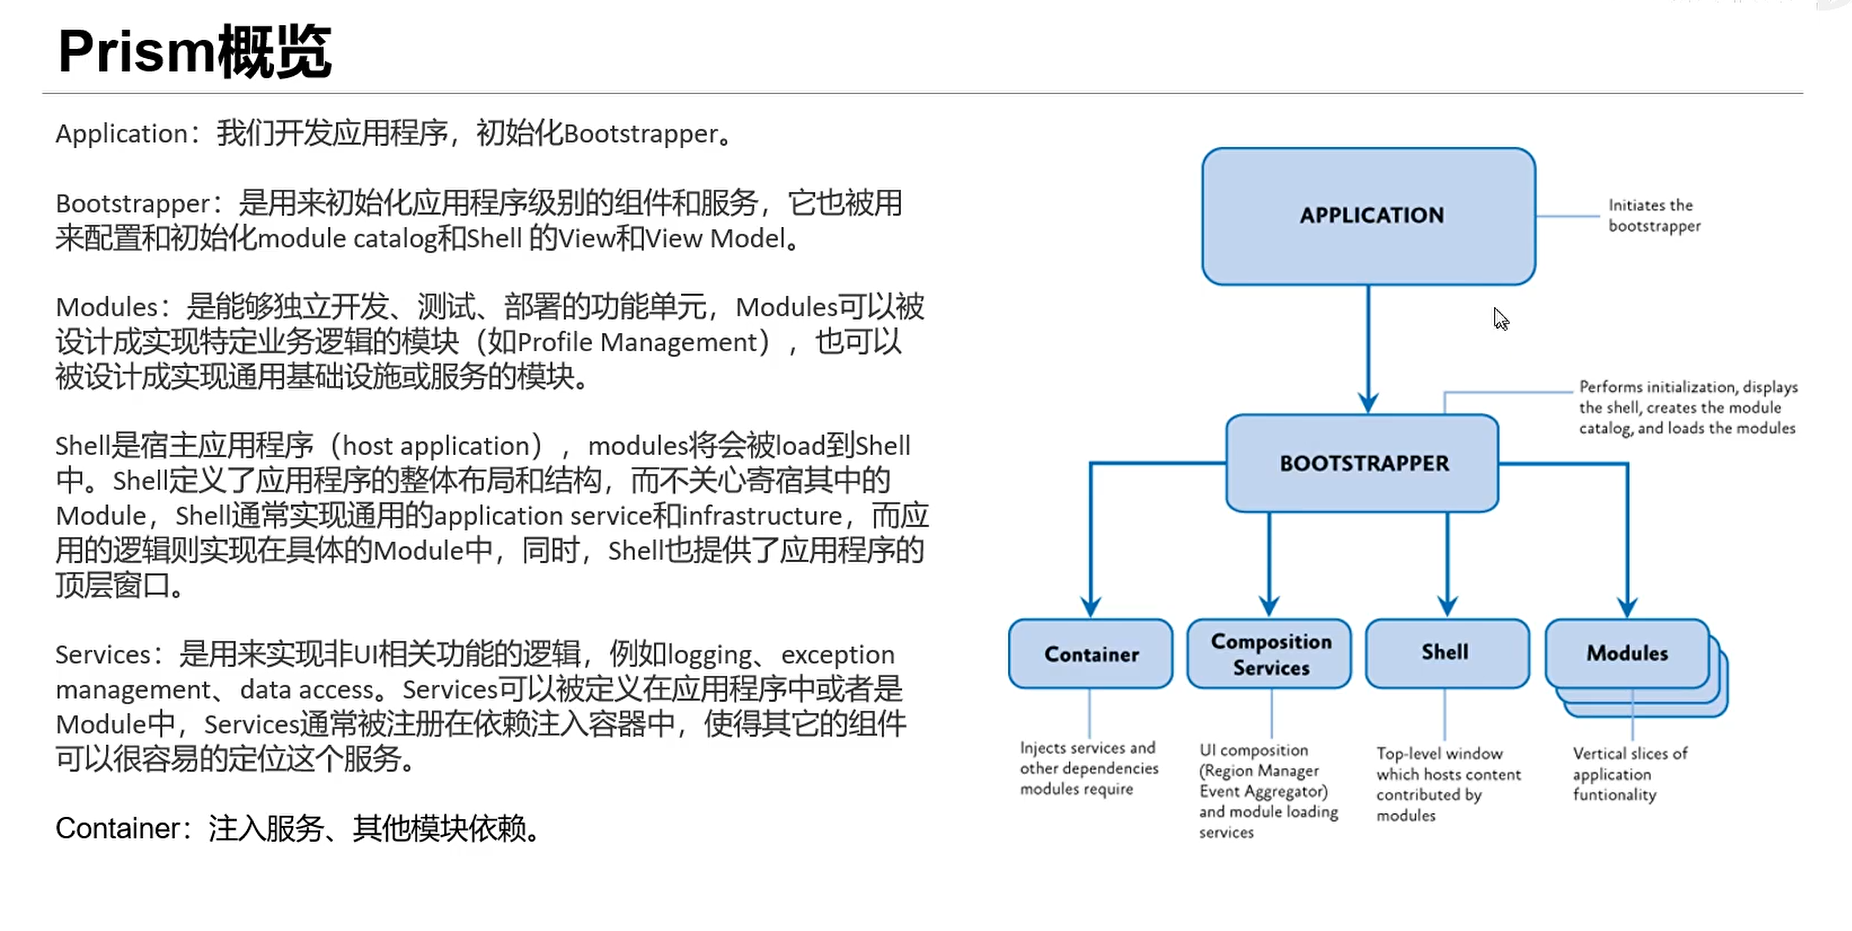 Prism概览
Application：我们开发应用程序，初始化Bootstrapper。
Bootstrapper：是用来初始化应用程序级别的组件和服务，它也被用
来配置和初始化module catalog和Shell 的View和View Model。
Modules：是能够独立开发、测试、部署的功能单元，Modules可以被
设计成实现特定业务逻辑的模块（如Profile Management），也可以
被设计成实现通用基础设施或服务的模块。
Shell是宿主应用程序（host application），modules将会被load到Shell
中。Shell定义了应用程序的整体布局和结构，而不关心寄宿其中的
Module，Shell通常实现通用的application service和infrastructure，而应
用的逻辑则实现在具体的Module中，同时，Shell也提供了应用程序的
顶层窗口。
Services：是用来实现非UI相关功能的逻辑，例如logging、exception
management、data access。Services可以被定义在应用程序中或者是
Module中，Services通常被注册在依赖注入容器中，使得其它的组件
可以很容易的定位这个服务。
Container：注入服务、其他模块依赖。
APPLICATION
Initiates the
bootstrapper
Performs initialization, displays
the shell, creates the module
catalog, and loads the modules
BOOTSTRAPPER
Container
Composition
Services
Shell
Modules
Injects services and
other dependencies
modules require
UI composition
(Region Manager
Event Aggregator)
and module loading
services
Top-level window
which hosts content
contributed by
modules
Vertical slices of
application
funtionality